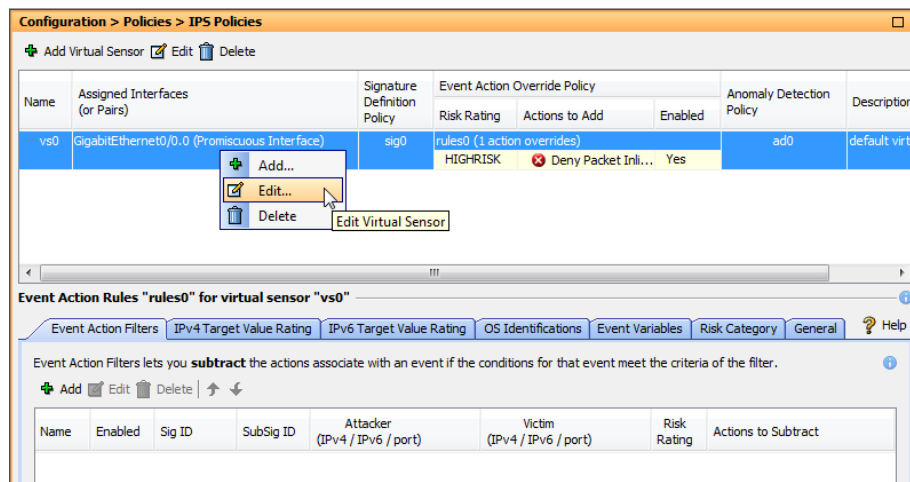 Configuration > Policies > IPS Policies
Add Virtual Sensor Edit Delete
Name Assigned Interfaces (or Pairs) Signature Definition Policy Event Action Override Policy Risk Rating Actions to Add Enabled Anomaly Detection Policy Description
vs0 GigabitEthernet0/0.0 (Promiscuous Interface) sig0 rules0 (1 action overrides) ad0 default virt
HIGHRISK Deny Packet Inli... Yes
Add...
Edit...
Delete
Edit Virtual Sensor
Event Action Rules "rules0" for virtual sensor "vs0"
Event Action Filters IPv4 Target Value Rating IPv6 Target Value Rating OS Identifications Event Variables Risk Category General Help
Event Action Filters lets you subtract the actions associate with an event if the conditions for that event meet the criteria of the filter.
Add Edit Delete
Name Enabled Sig ID SubSig ID Attacker (IPv4 / IPv6 / port) Victim (IPv4 / IPv6 / port) Risk Rating Actions to Subtract